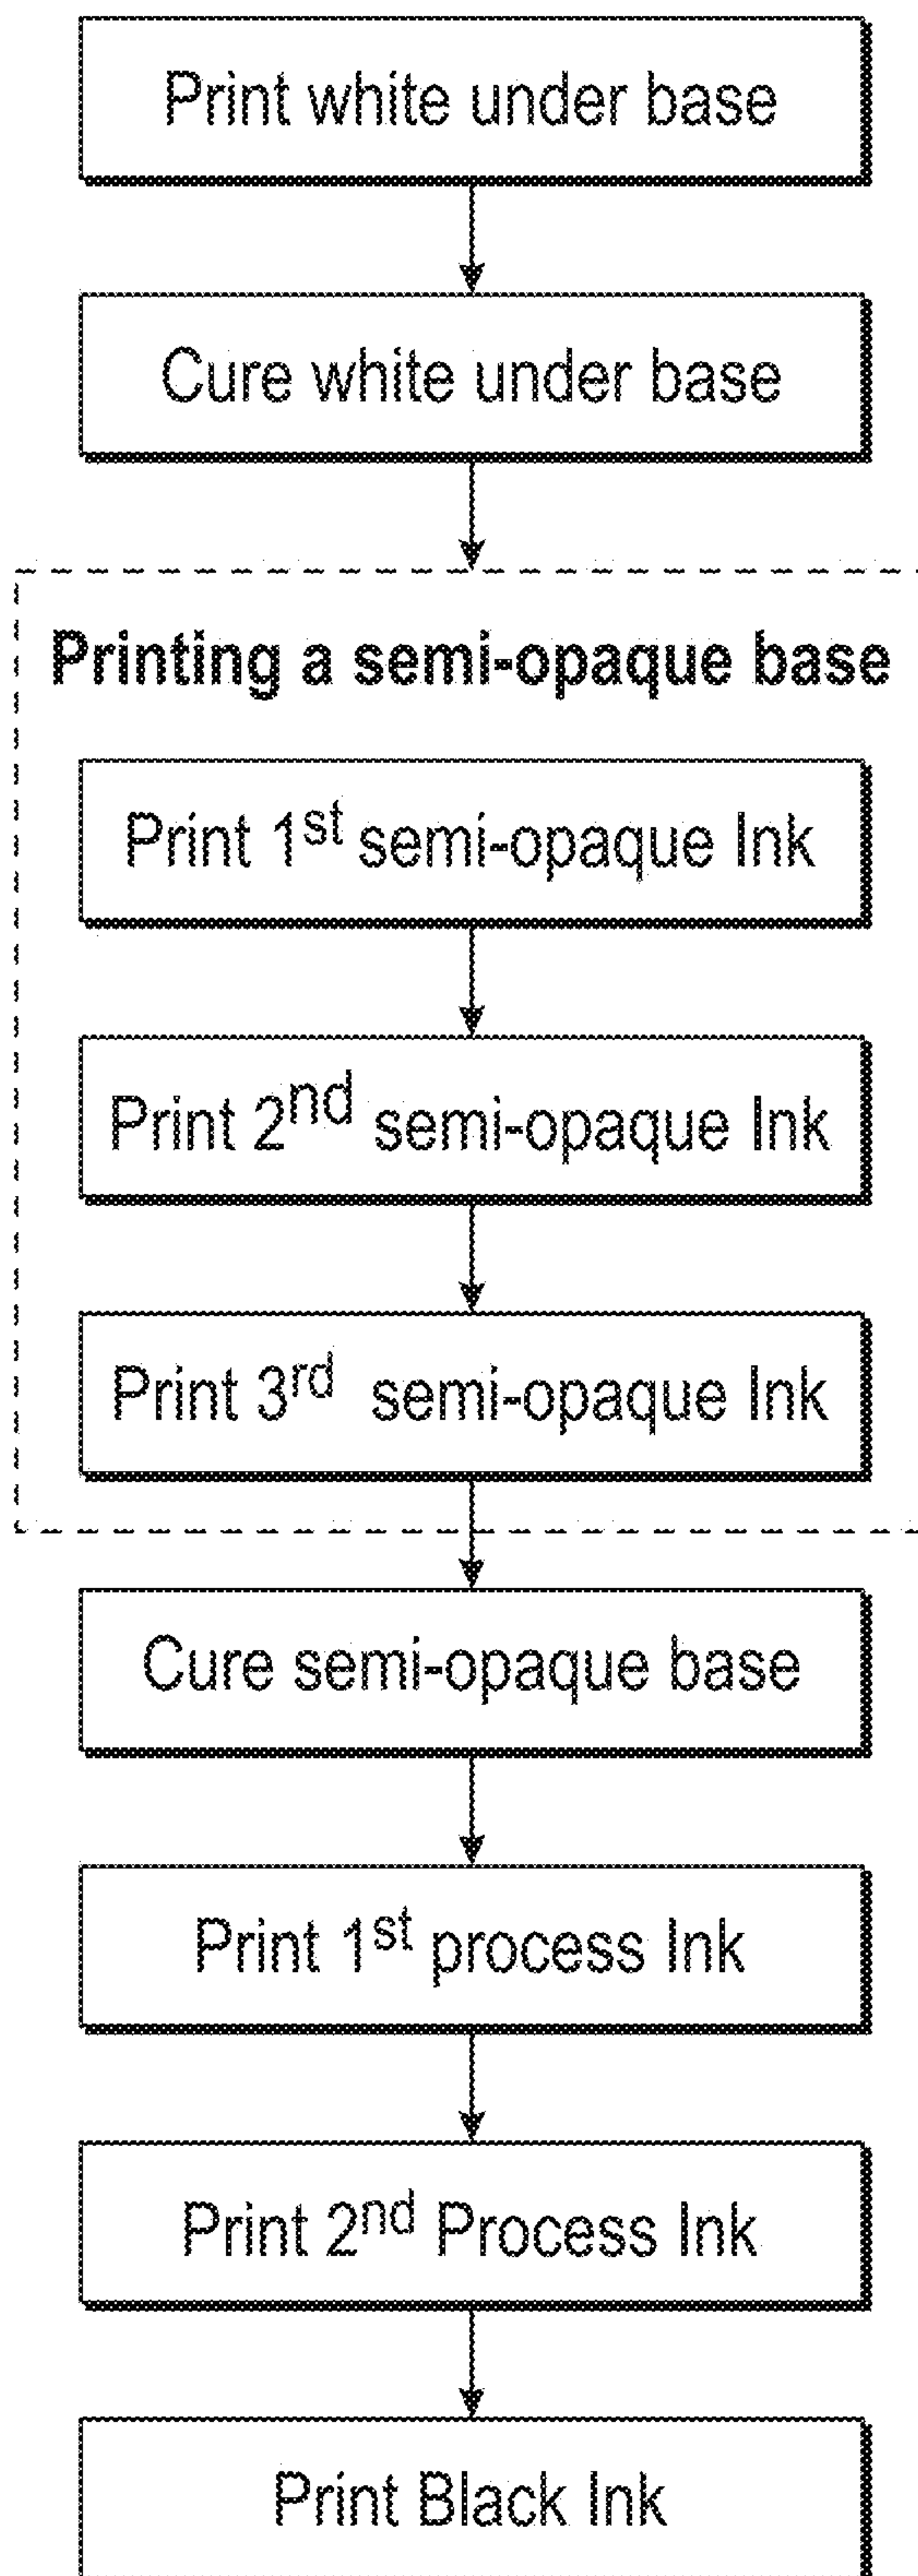 Print white under base
Cure white under base
Printing a semi-opaque base
Print 1st semi-opaque Ink
Print 2nd semi-opaque Ink
Print 3rd semi-opaque Ink
Cure semi-opaque base
Print 1st process Ink
Print 2nd Process Ink
Print Black Ink